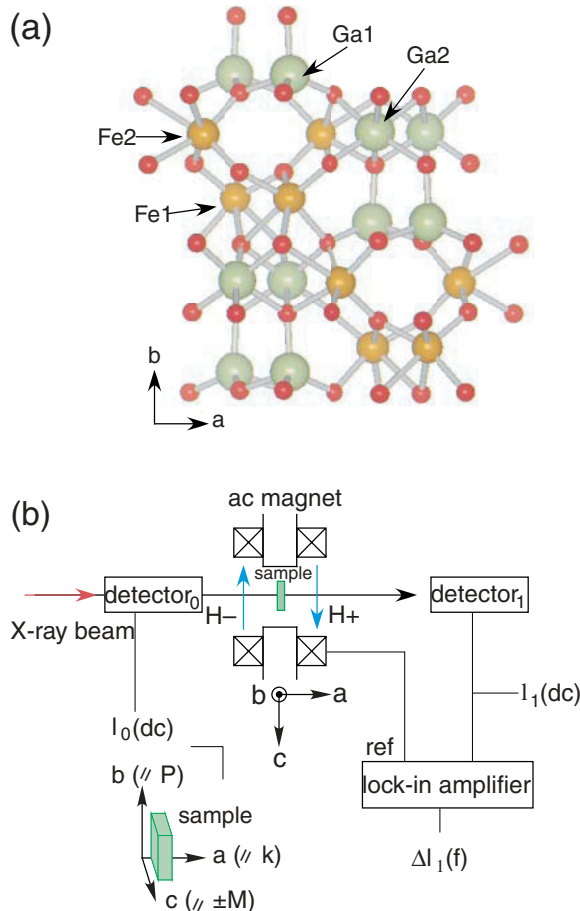 (a)
Ga1
Ga2
Fe2
Fe1
b
a
(b)
ac magnet
sample
detector0
detector1
X-ray beam
H−
H+
b
a
c
I0(dc)
I1(dc)
ref
lock-in amplifier
ΔI1(f)
b (// P)
sample
a (// k)
c (// ±M)